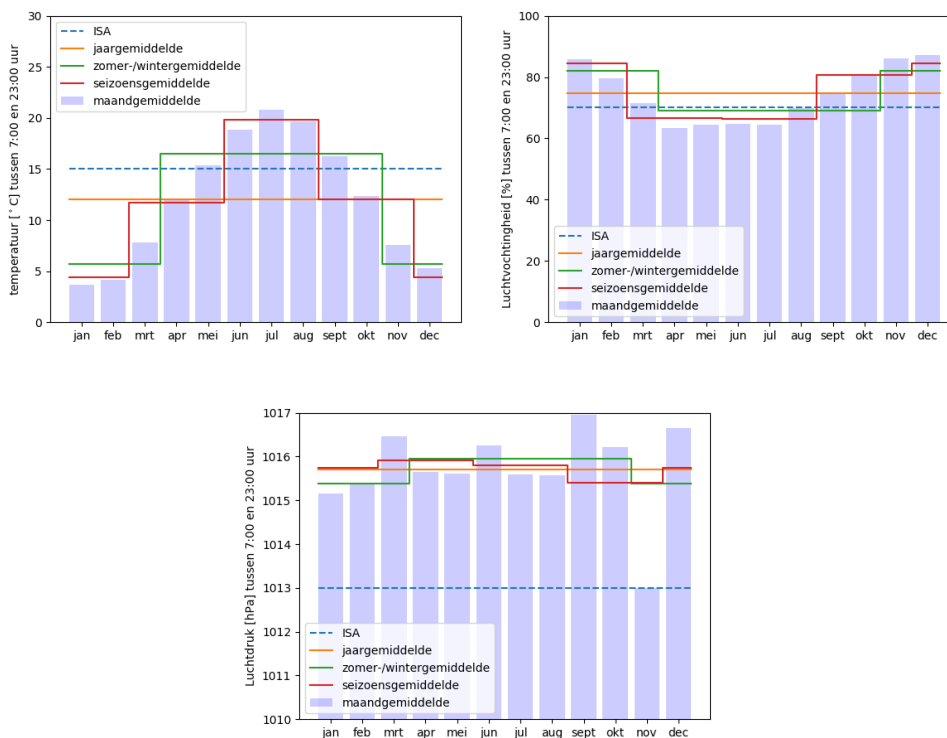 temperatuur [˚C] tussen 7:00 en 23:00 uur
30
25
20
15
10
5
0
ISA
jaargemiddelde
zomer-/wintergemiddelde
seizoensgemiddelde
maandgemiddelde
jan feb mrt apr mei jun jul aug sept okt nov dec
Luchtvochtingheid [%] tussen 7:00 en 23:00 uur
100
80
60
40
20
0
ISA
jaargemiddelde
zomer-/wintergemiddelde
seizoensgemiddelde
maandgemiddelde
jan feb mrt apr mei jun jul aug sept okt nov dec
Luchtdruk [hPa] tussen 7:00 en 23:00 uur
1017
1016
1015
1014
1013
1012
1011
1010
ISA
jaargemiddelde
zomer-/wintergemiddelde
seizoensgemiddelde
maandgemiddelde
jan feb mrt apr mei jun jul aug sept okt nov dec